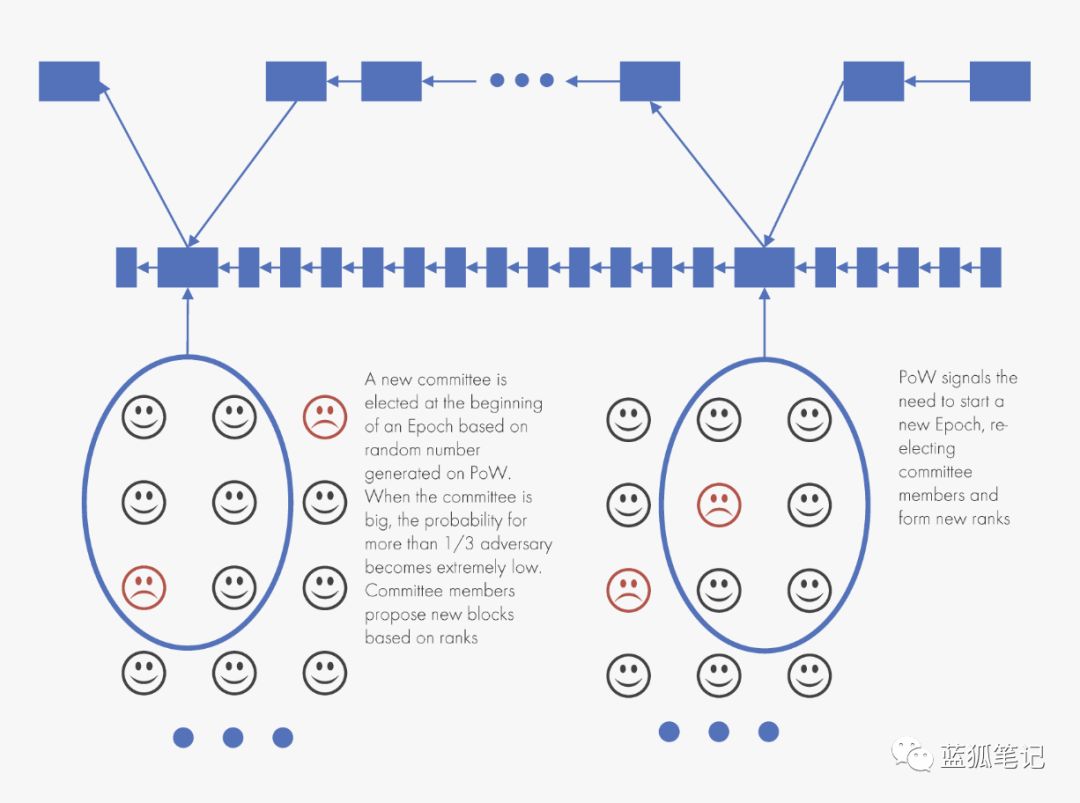 A new committee is
elected at the beginning
of an Epoch based on
random number
generated on PoW.
When the committee is
big, the probability for
more than 1/3 adversary
becomes extremely low.
Committee members
propose new blocks
based on ranks
PoW signals the
need to start a
new Epoch, re-
electing
committee
members and
form new ranks
蓝狐笔记